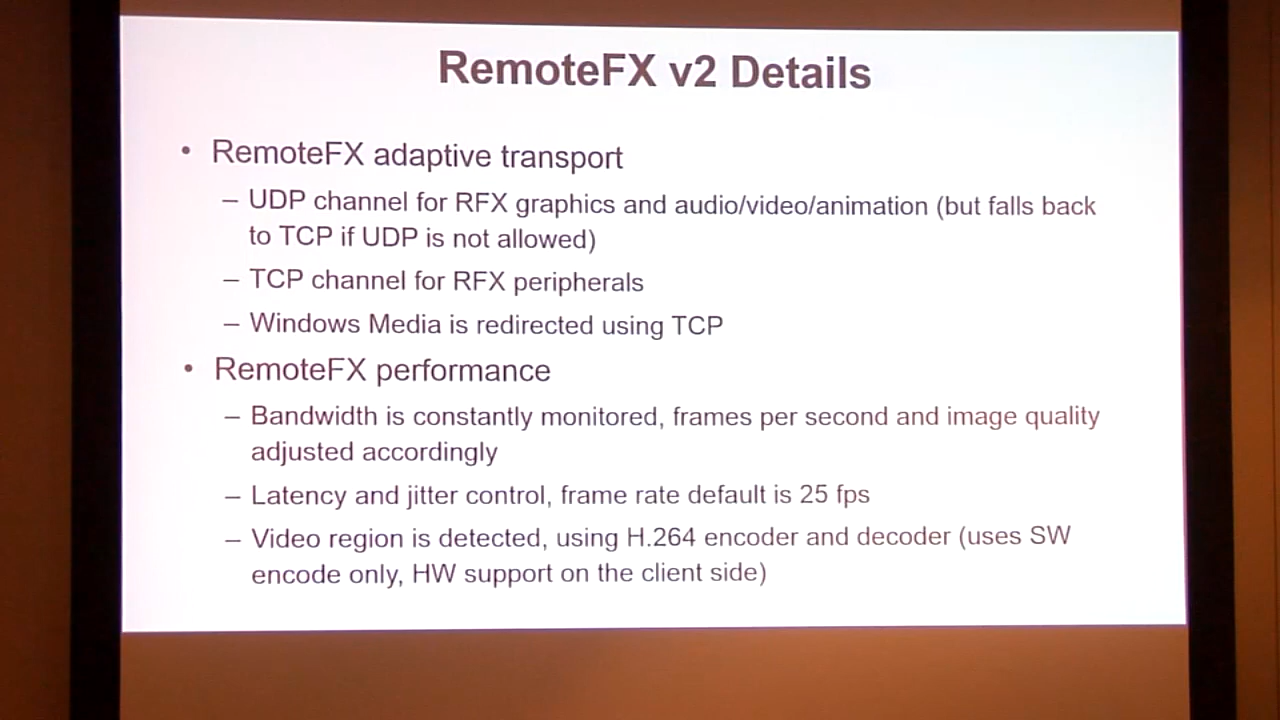 RemoteFX v2 Details
• RemoteFX adaptive transport
– UDP channel for RFX graphics and audio/video/animation (but falls back
to TCP if UDP is not allowed)
– TCP channel for RFX peripherals
– Windows Media is redirected using TCP
• RemoteFX performance
– Bandwidth is constantly monitored, frames per second and image quality
adjusted accordingly
– Latency and jitter control, frame rate default is 25 fps
– Video region is detected, using H.264 encoder and decoder (uses SW
encode only, HW support on the client side)